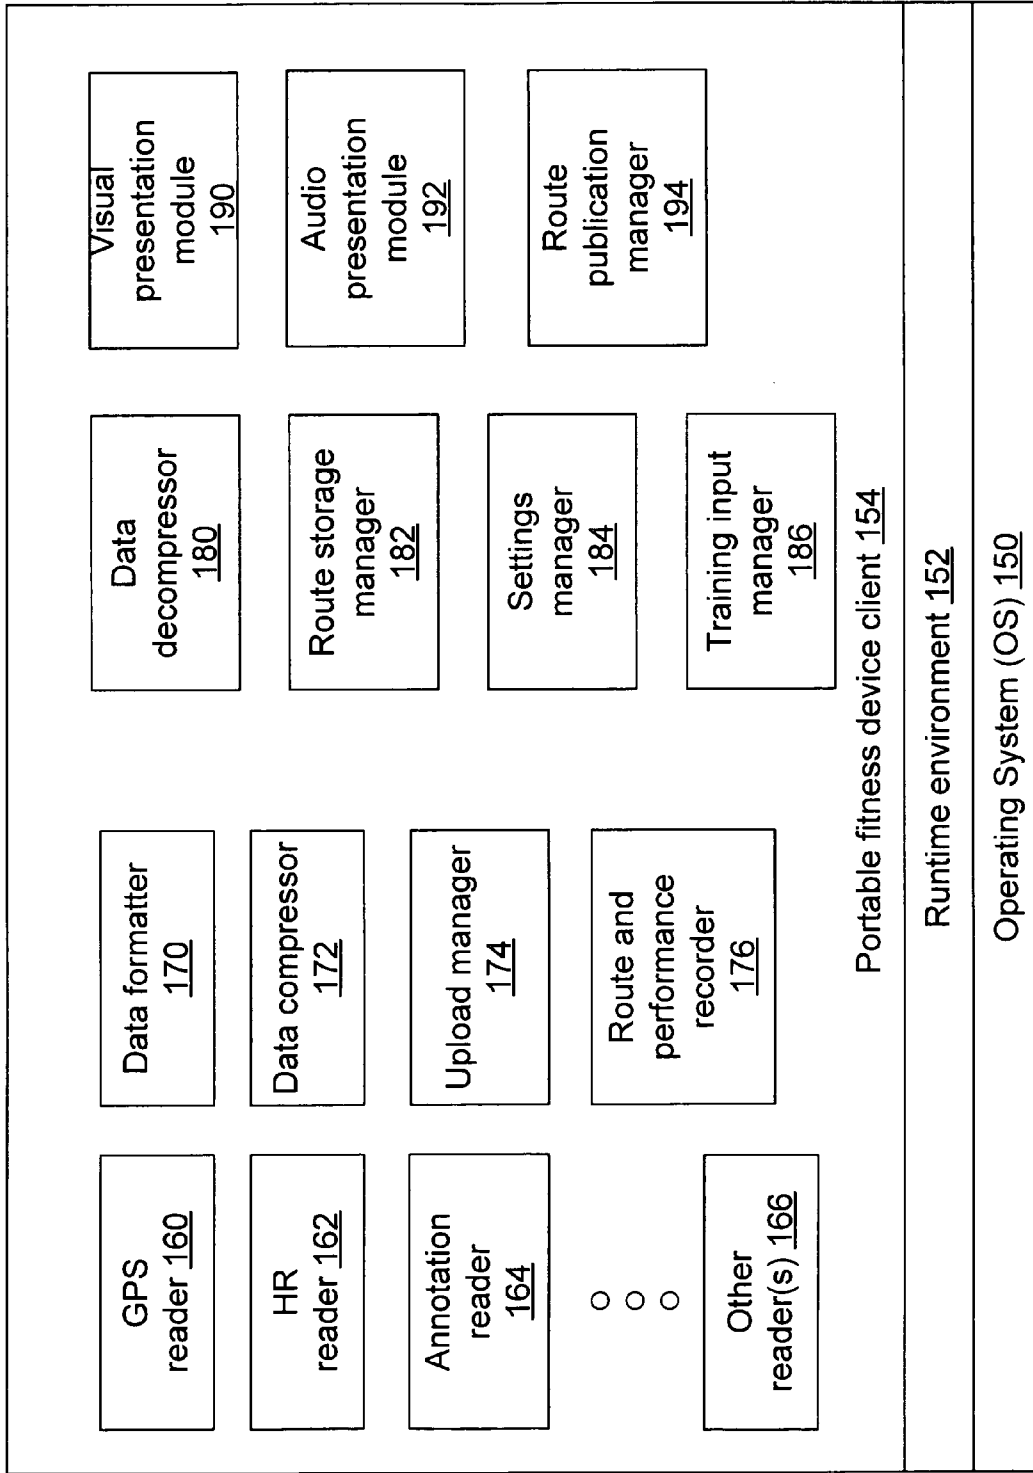 GPS
reader 160
HR
reader 162
Annotation
reader
164
Other
reader(s) 166
Data formatter
170
Data compressor
172
Upload manager
174
Route and
performance
recorder
176
Data
decompressor
180
Route storage
manager
182
Settings
manager
184
Training input
manager
186
Visual
presentation
module
190
Audio
presentation
module
192
Route
publication
manager
194
Portable fitness device client 154
Runtime environment 152
Operating System (OS) 150